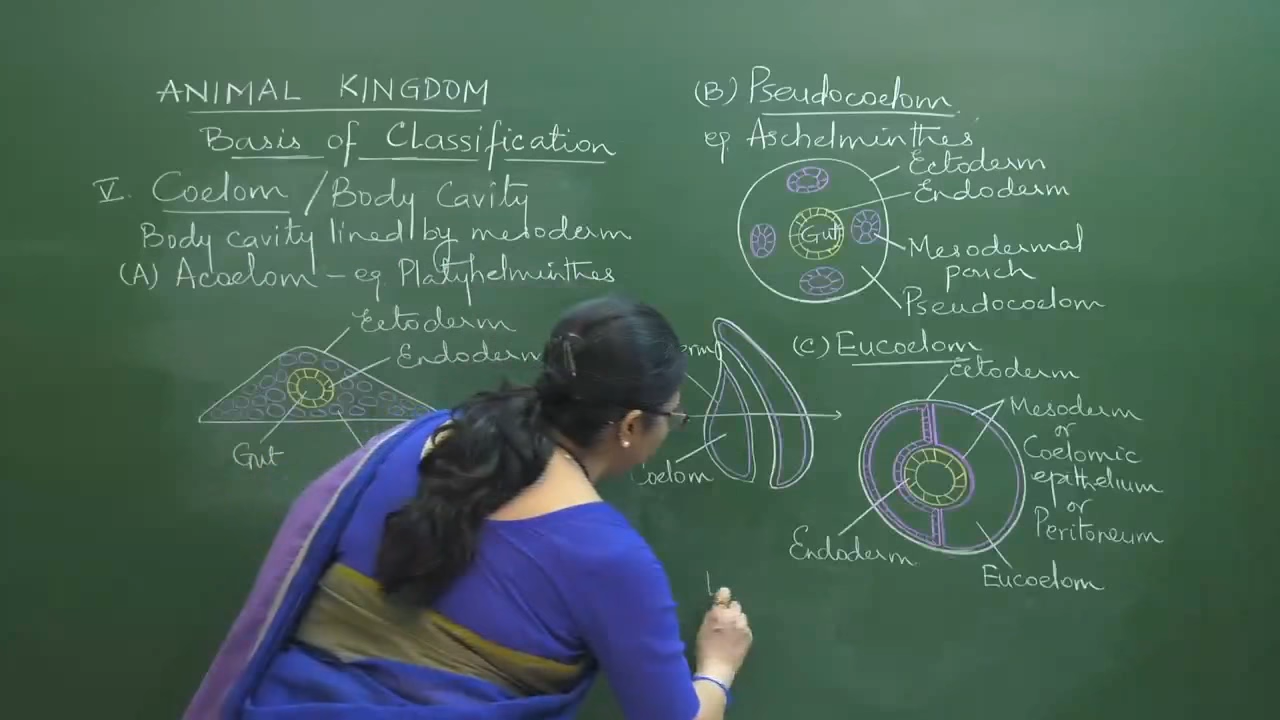 ANIMAL KINGDOM
Basis of Classification
V. Coelom / Body Cavity
Body cavity lined by mesoderm
(A) Acoelom – eg Platyhelminthes
Ectoderm
Endoderm
Gut
(B) Pseudocoelom
eg Aschelminthes
Ectoderm
Endoderm
Gut
Mesodermal
porch
Pseudocoelom
(C) Eucoelom
Ectoderm
Mesoderm
or
Coelomic
epithelium
or
Peritoneum
Endoderm
Eucoelom